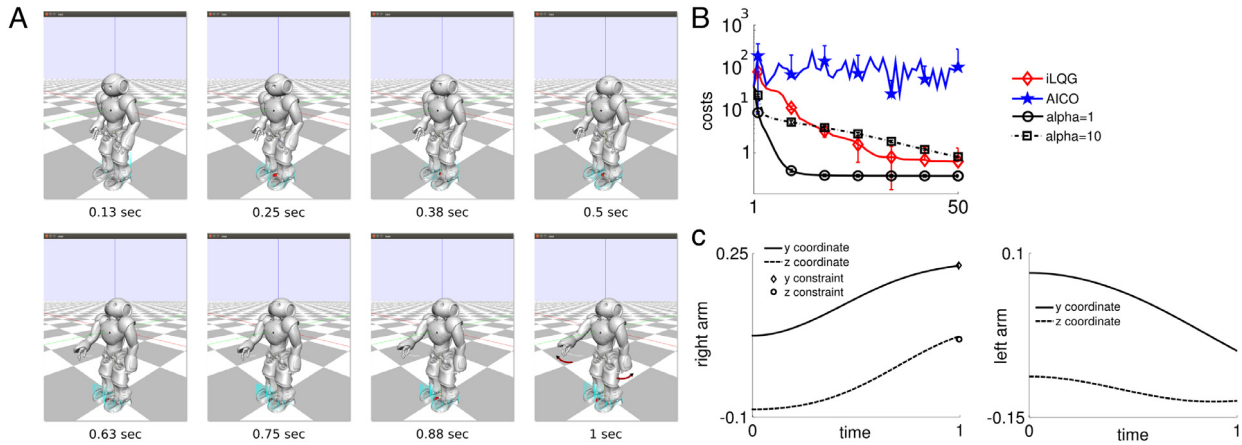 A
0.13 sec
0.25 sec
0.38 sec
0.5 sec
0.63 sec
0.75 sec
0.88 sec
1 sec
B
10³
10²
10¹
1
costs
1
50
iLQG
AICO
alpha=1
alpha=10
C
0.25
-0.1
right arm
y coordinate
z coordinate
y constraint
z constraint
0
time
1
0.1
-0.15
left arm
y coordinate
z coordinate
0
time
1